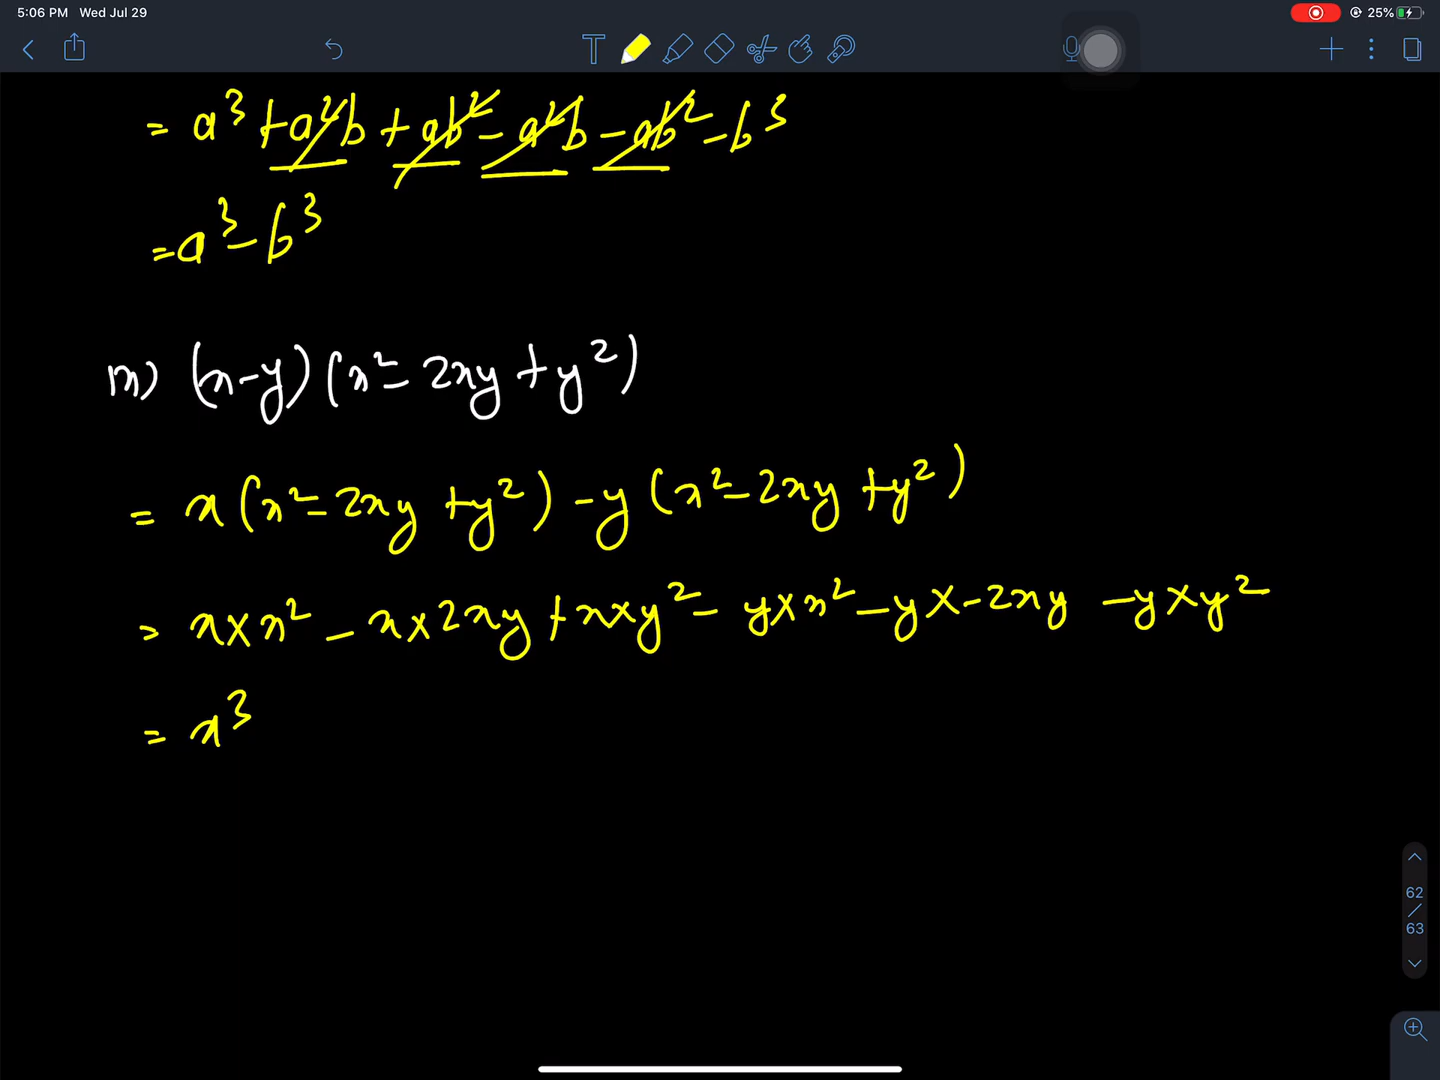 5:06 PM Wed Jul 29
25%
T
= a³ + a²b + ab² - a²b - ab² - b³
= a³ - b³
m) (x-y)(x² - 2xy + y²)
= x(x² - 2xy + y²) - y(x² - 2xy + y²)
= x×x² - x×2xy + x×y² - y×x² - y×-2xy - y×y²
= x³
62
/
63